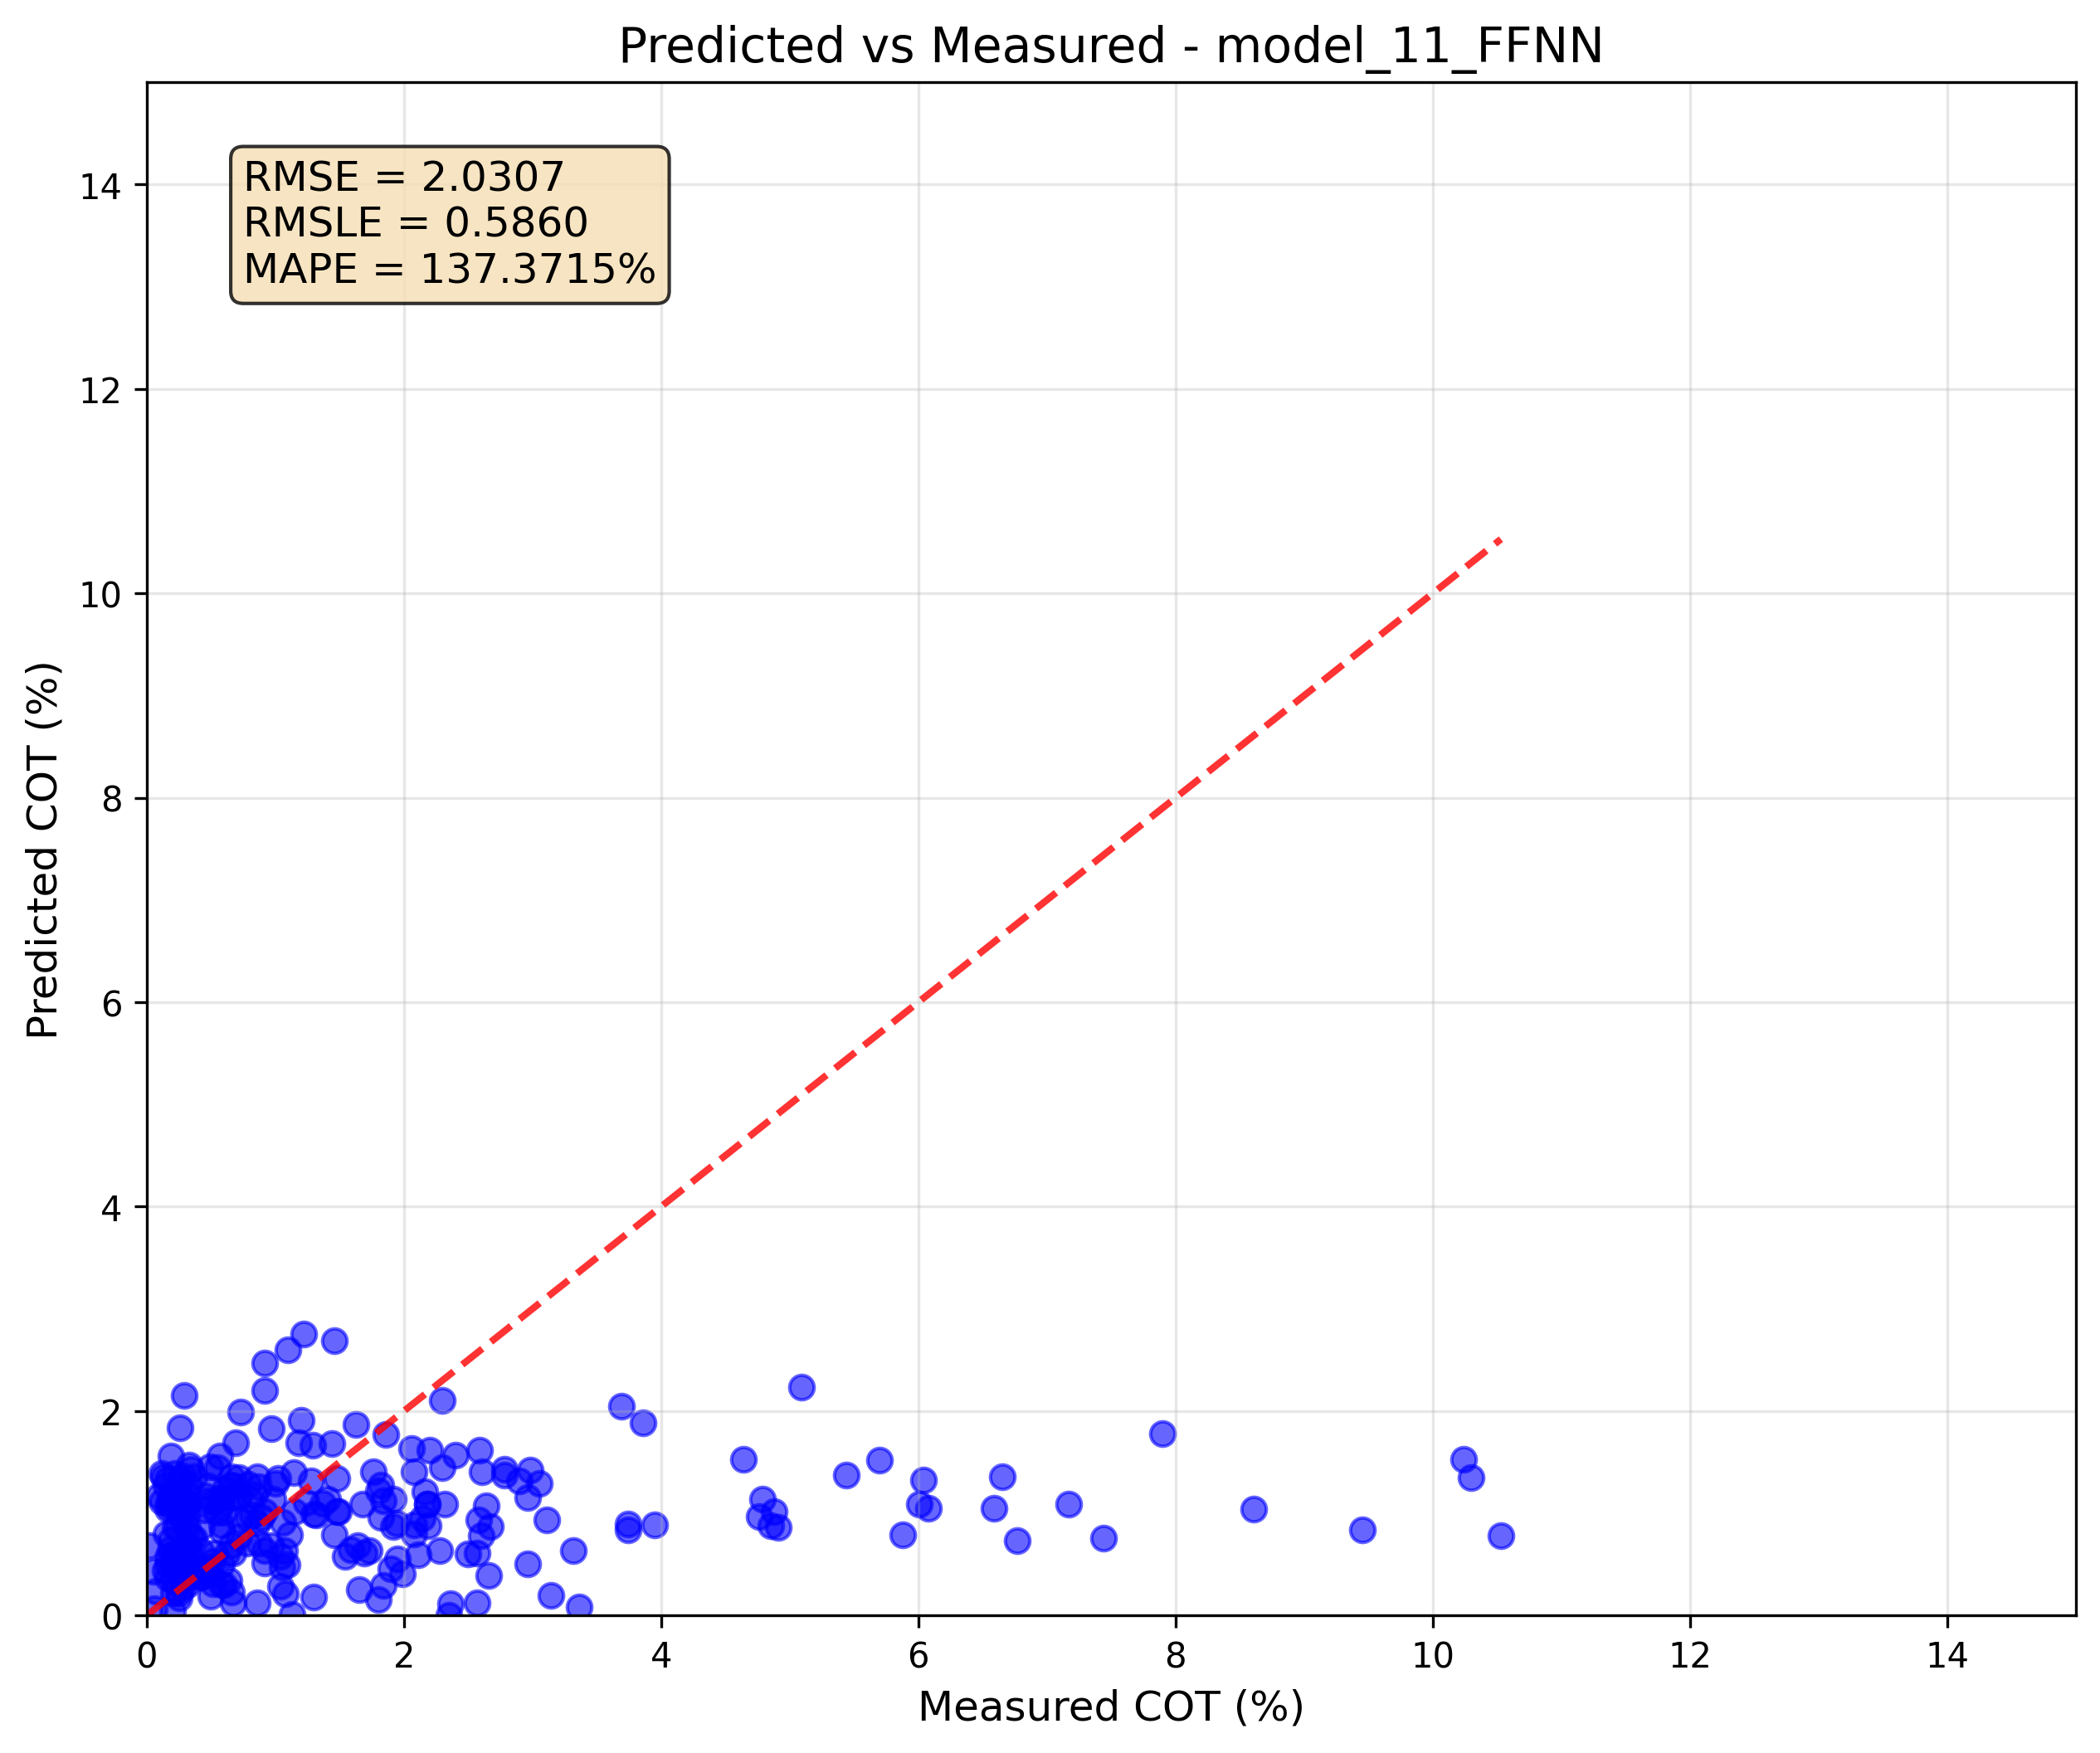 Predicted vs Measured - model_11_FFNN
RMSE = 2.0307
RMSLE = 0.5860
MAPE = 137.3715%
14
12
10
8
6
4
2
0
Predicted COT (%)
0 2 4 6 8 10 12 14
Measured COT (%)